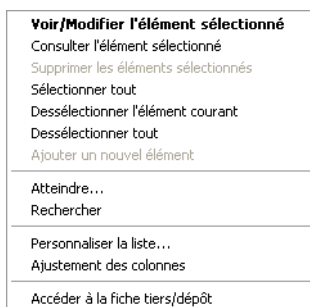 Voir/Modifier l'élément sélectionné
Consulter l'élément sélectionné
Supprimer les éléments sélectionnés
Sélectionner tout
Dessélectionner l'élément courant
Dessélectionner tout
Ajouter un nouvel élément
Atteindre...
Rechercher
Personnaliser la liste...
Ajustement des colonnes
Accéder à la fiche tiers/dépôt